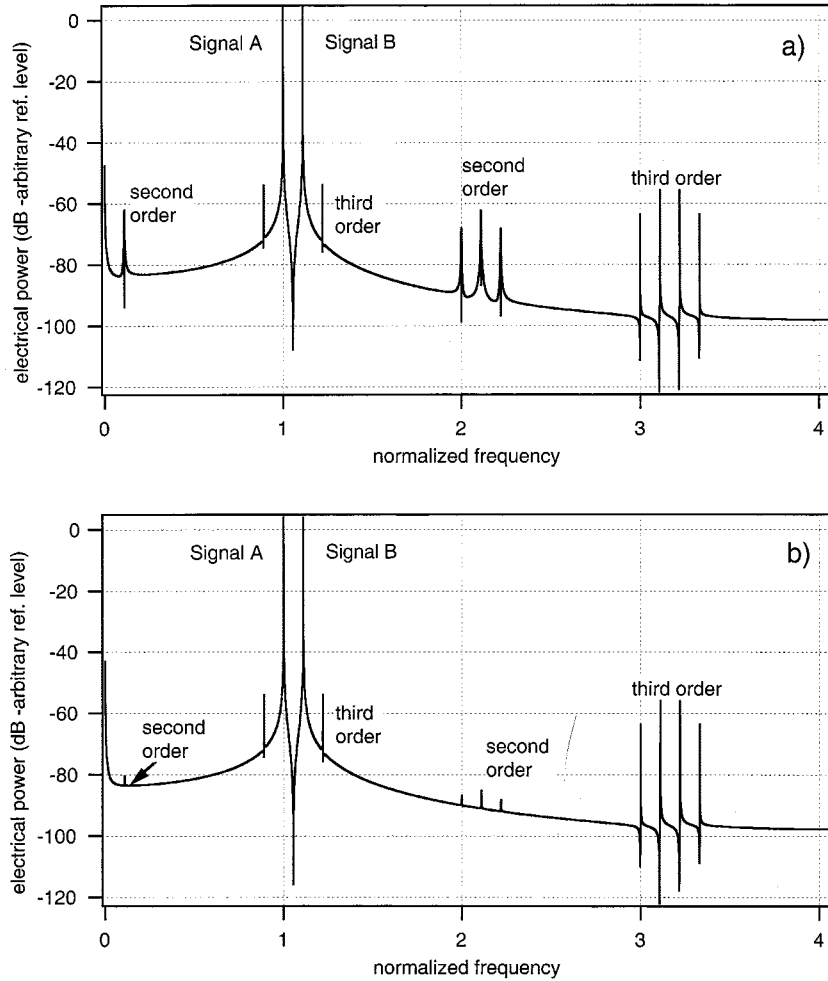 a)
Signal A
Signal B
second
order
third
order
second
order
third order
0
-20
-40
-60
-80
-100
-120
electrical power (dB -arbitrary ref. level)
0
1
2
3
4
normalized frequency
b)
Signal A
Signal B
second
order
third
order
second
order
third order
0
-20
-40
-60
-80
-100
-120
electrical power (dB -arbitrary ref. level)
0
1
2
3
4
normalized frequency